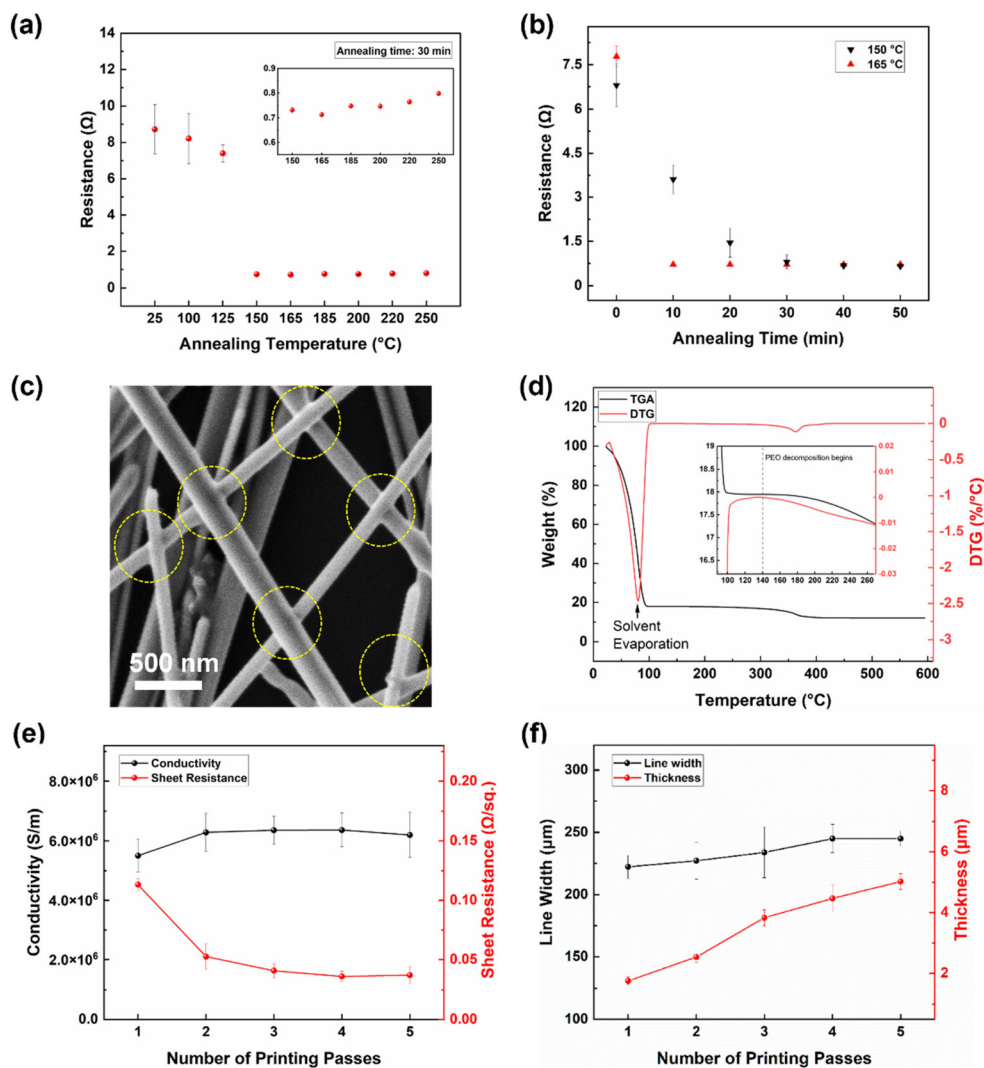 (a)
Annealing time: 30 min
14
12
10
8
6
4
2
0
Resistance (Ω)
0.9
0.8
0.7
0.6
150 165 185 200 220 250
25 100 125 150 165 185 200 220 250
Annealing Temperature (°C)
(b)
150 °C
165 °C
7.5
4.5
3
1.5
0
Resistance (Ω)
0 10 20 30 40 50
Annealing Time (min)
(c)
500 nm
(d)
TGA
DTG
120
100
80
60
40
20
0
Weight (%)
19
18.5
18
17.5
17
16.5
PEO decomposition begins
0.02
0.01
0
-0.01
-0.02
-0.03
100 120 140 160 180 200 220 240 260
Solvent
Evaporation
0
-0.5
-1
-1.5
-2
-2.5
-3
DTG (%/°C)
0 100 200 300 400 500 600
Temperature (°C)
(e)
Conductivity
Sheet Resistance
8.0×10⁶
6.0×10⁶
4.0×10⁶
2.0×10⁶
0.0
Conductivity (S/m)
0.20
0.15
0.10
0.05
0.00
Sheet Resistance (Ω/sq.)
1 2 3 4 5
Number of Printing Passes
(f)
Line width
Thickness
300
250
200
150
100
Line Width (µm)
8
6
4
2
Thickness (µm)
1 2 3 4 5
Number of Printing Passes